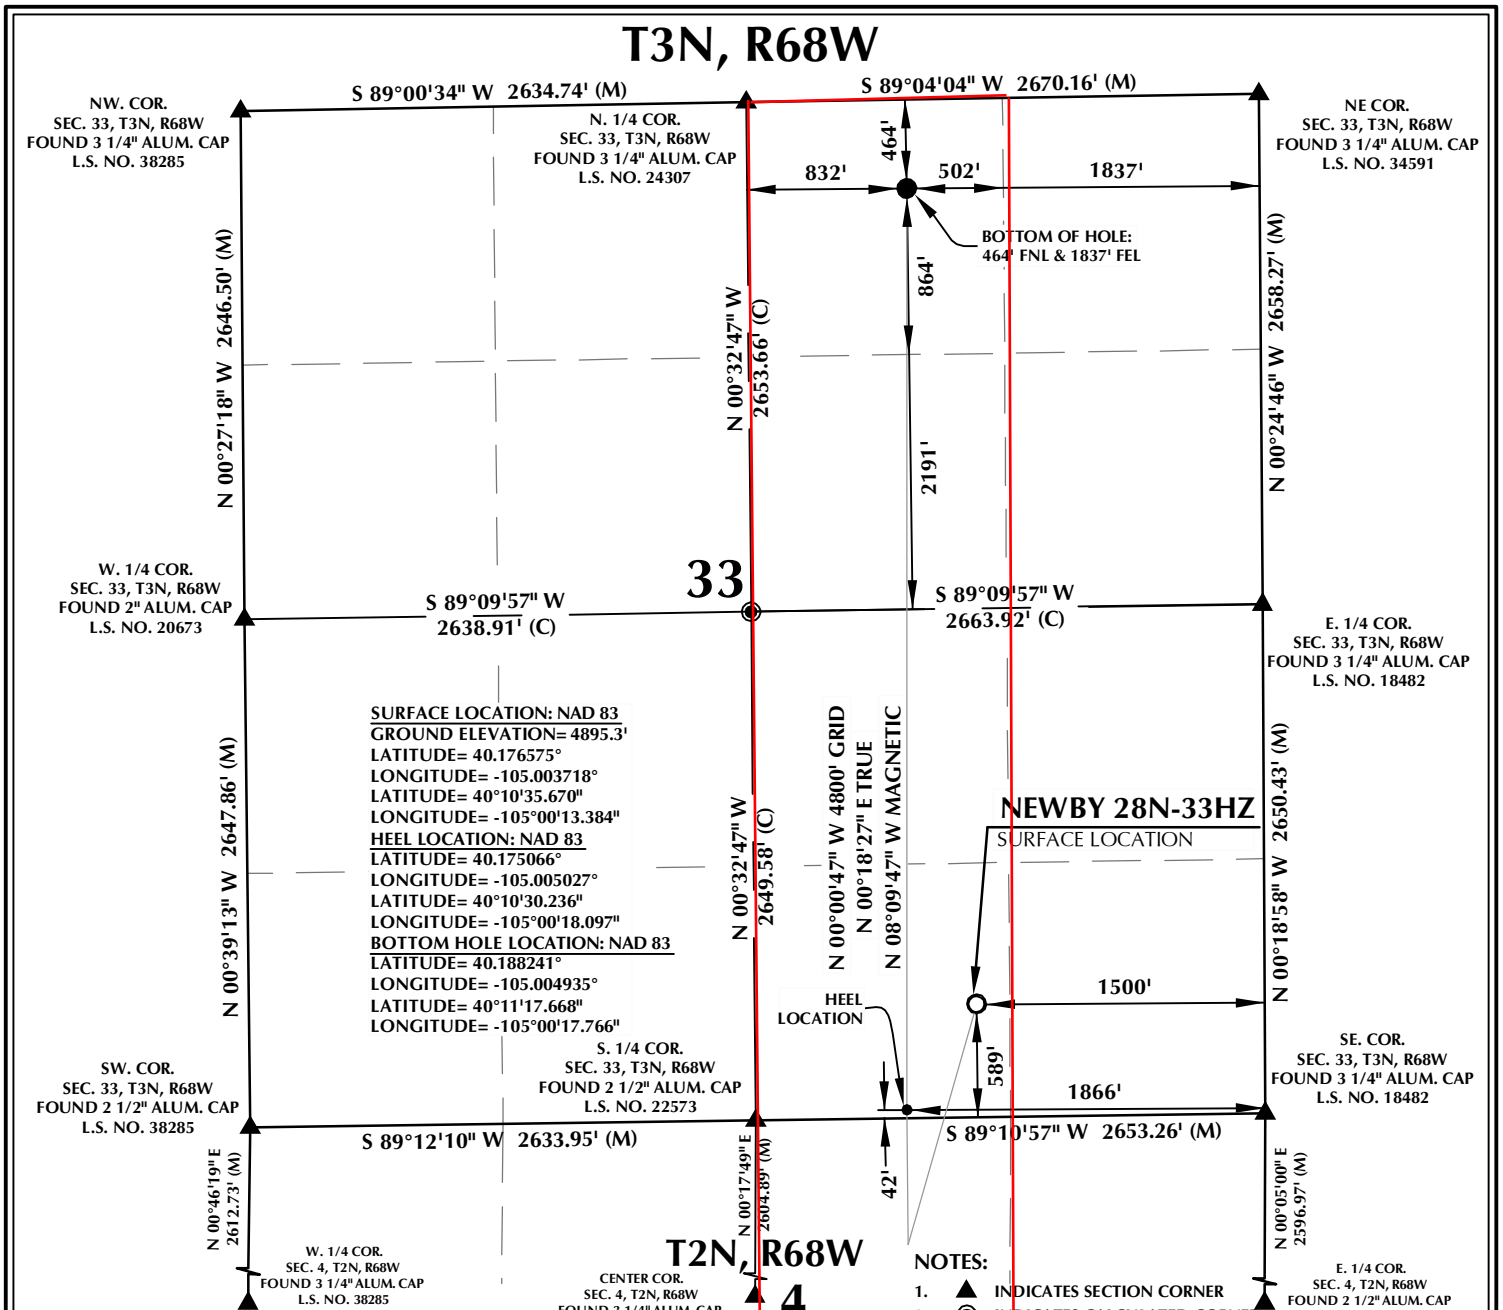 T3N, R68W
S 89°00'34" W 2634.74' (M)
S 89°04'04" W 2670.16' (M)
NW. COR.
SEC. 33, T3N, R68W
FOUND 3 1/4" ALUM. CAP
L.S. NO. 38285
N. 1/4 COR.
SEC. 33, T3N, R68W
FOUND 3 1/4" ALUM. CAP
L.S. NO. 24307
NE COR.
SEC. 33, T3N, R68W
FOUND 3 1/4" ALUM. CAP
L.S. NO. 34591
464'
832'
502'
1837'
BOTTOM OF HOLE:
464' FNL & 1837' FEL
864'
N 00°27'18" W 2646.50' (M)
N 00°32'47" W
2653.66' (C)
N 00°24'46" W 2658.27' (M)
2191'
33
W. 1/4 COR.
SEC. 33, T3N, R68W
FOUND 2" ALUM. CAP
L.S. NO. 20673
S 89°09'57" W
2638.91' (C)
S 89°09'57" W
2663.92' (C)
E. 1/4 COR.
SEC. 33, T3N, R68W
FOUND 3 1/4" ALUM. CAP
L.S. NO. 18482
SURFACE LOCATION: NAD 83
GROUND ELEVATION= 4895.3'
LATITUDE= 40.176575°
LONGITUDE= -105.003718°
LATITUDE= 40°10'35.670"
LONGITUDE= -105°00'13.384"
HEEL LOCATION: NAD 83
LATITUDE= 40.175066°
LONGITUDE= -105.005027°
LATITUDE= 40°10'30.236"
LONGITUDE= -105°00'18.097"
BOTTOM HOLE LOCATION: NAD 83
LATITUDE= 40.188241°
LONGITUDE= -105.004935°
LATITUDE= 40°11'17.668"
LONGITUDE= -105°00'17.766"
N 00°39'13" W 2647.86' (M)
N 00°32'47" W
2649.58' (C)
N 00°00'47" W 4800' GRID
N 00°18'27" E TRUE
N 08°09'47" W MAGNETIC
N 00°18'58" W 2650.43' (M)
NEWBY 28N-33HZ
SURFACE LOCATION
HEEL
LOCATION
1500'
589'
1866'
42'
SW. COR.
SEC. 33, T3N, R68W
FOUND 2 1/2" ALUM. CAP
L.S. NO. 38285
S. 1/4 COR.
SEC. 33, T3N, R68W
FOUND 2 1/2" ALUM. CAP
L.S. NO. 22573
SE. COR.
SEC. 33, T3N, R68W
FOUND 3 1/4" ALUM. CAP
L.S. NO. 18482
S 89°12'10" W 2633.95' (M)
S 89°10'57" W 2653.26' (M)
N 00°46'19" E
2612.73' (M)
N 00°17'49" E
2604.89' (M)
N 00°05'00" E
2596.97' (M)
T2N, R68W
4
W. 1/4 COR.
SEC. 4, T2N, R68W
FOUND 3 1/4" ALUM. CAP
L.S. NO. 38285
CENTER COR.
SEC. 4, T2N, R68W
FOUND 3 1/4" ALUM. CAP
NOTES:
1. INDICATES SECTION CORNER
INDICATES CALCULATED CORNER
E. 1/4 COR.
SEC. 4, T2N, R68W
FOUND 2 1/2" ALUM. CAP